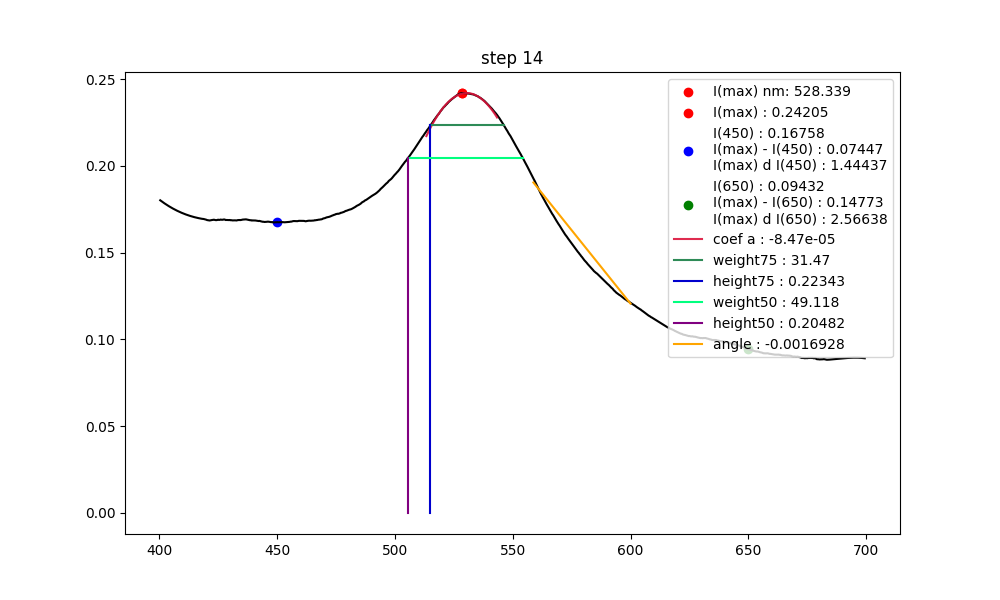 step 14
0.25
0.20
0.15
0.10
0.05
0.00
400
450
500
550
600
650
700
I(max) nm: 528.339
I(max) : 0.24205
I(450) : 0.16758
I(max) - I(450) : 0.07447
I(max) d I(450) : 1.44437
I(650) : 0.09432
I(max) - I(650) : 0.14773
I(max) d I(650) : 2.56638
coef a : -8.47e-05
weight75 : 31.47
height75 : 0.22343
weight50 : 49.118
height50 : 0.20482
angle : -0.0016928